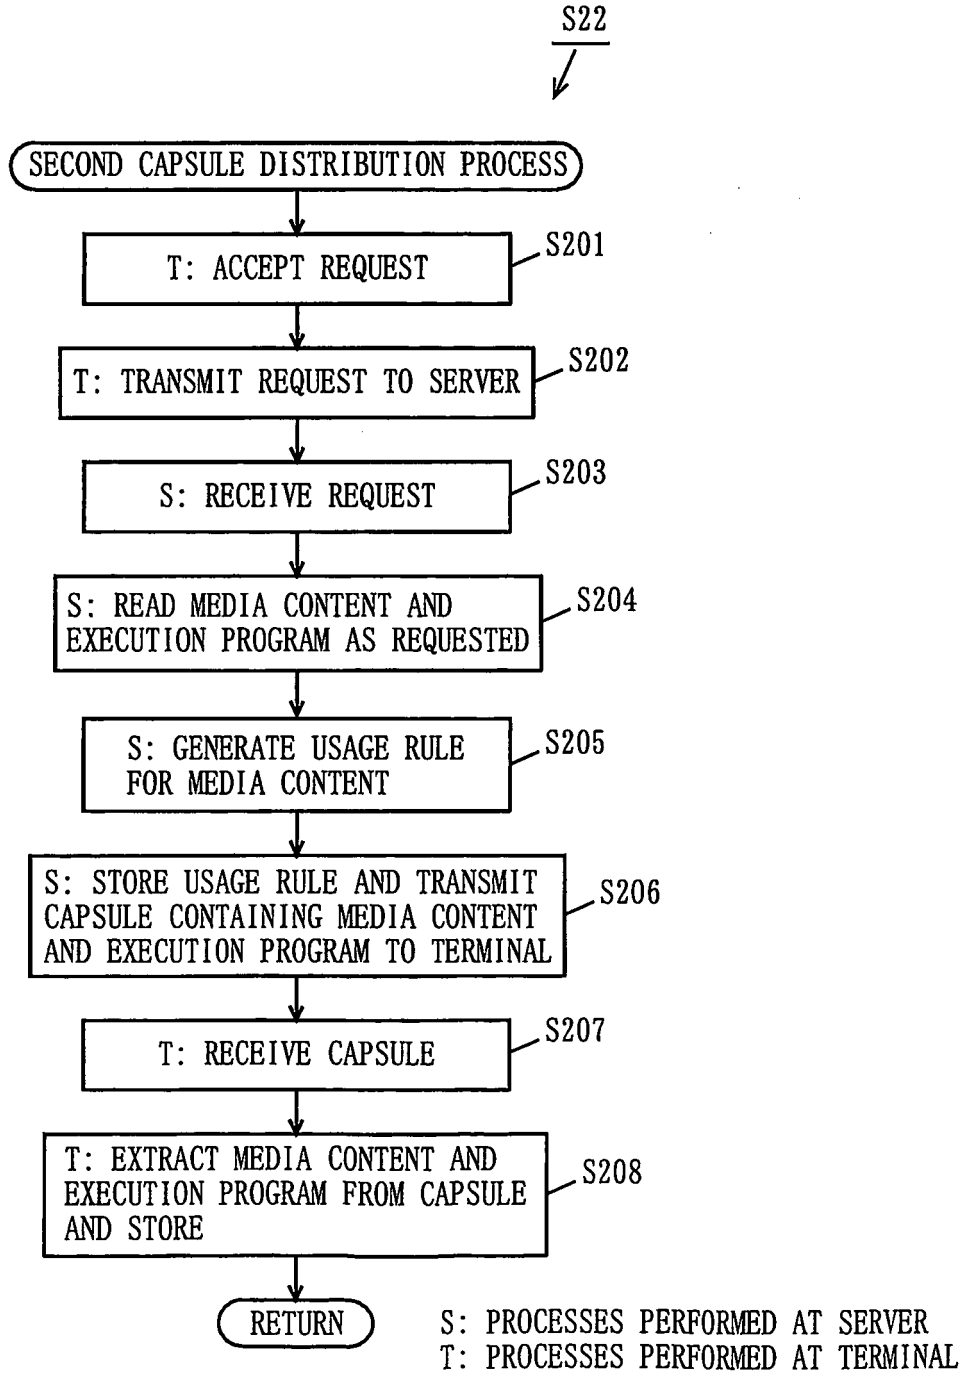 S22
SECOND CAPSULE DISTRIBUTION PROCESS
T: ACCEPT REQUEST
S201
T: TRANSMIT REQUEST TO SERVER
S202
S: RECEIVE REQUEST
S203
S: READ MEDIA CONTENT AND
EXECUTION PROGRAM AS REQUESTED
S204
S: GENERATE USAGE RULE
FOR MEDIA CONTENT
S205
S: STORE USAGE RULE AND TRANSMIT
CAPSULE CONTAINING MEDIA CONTENT
AND EXECUTION PROGRAM TO TERMINAL
S206
T: RECEIVE CAPSULE
S207
T: EXTRACT MEDIA CONTENT AND
EXECUTION PROGRAM FROM CAPSULE
AND STORE
S208
RETURN
S: PROCESSES PERFORMED AT SERVER
T: PROCESSES PERFORMED AT TERMINAL